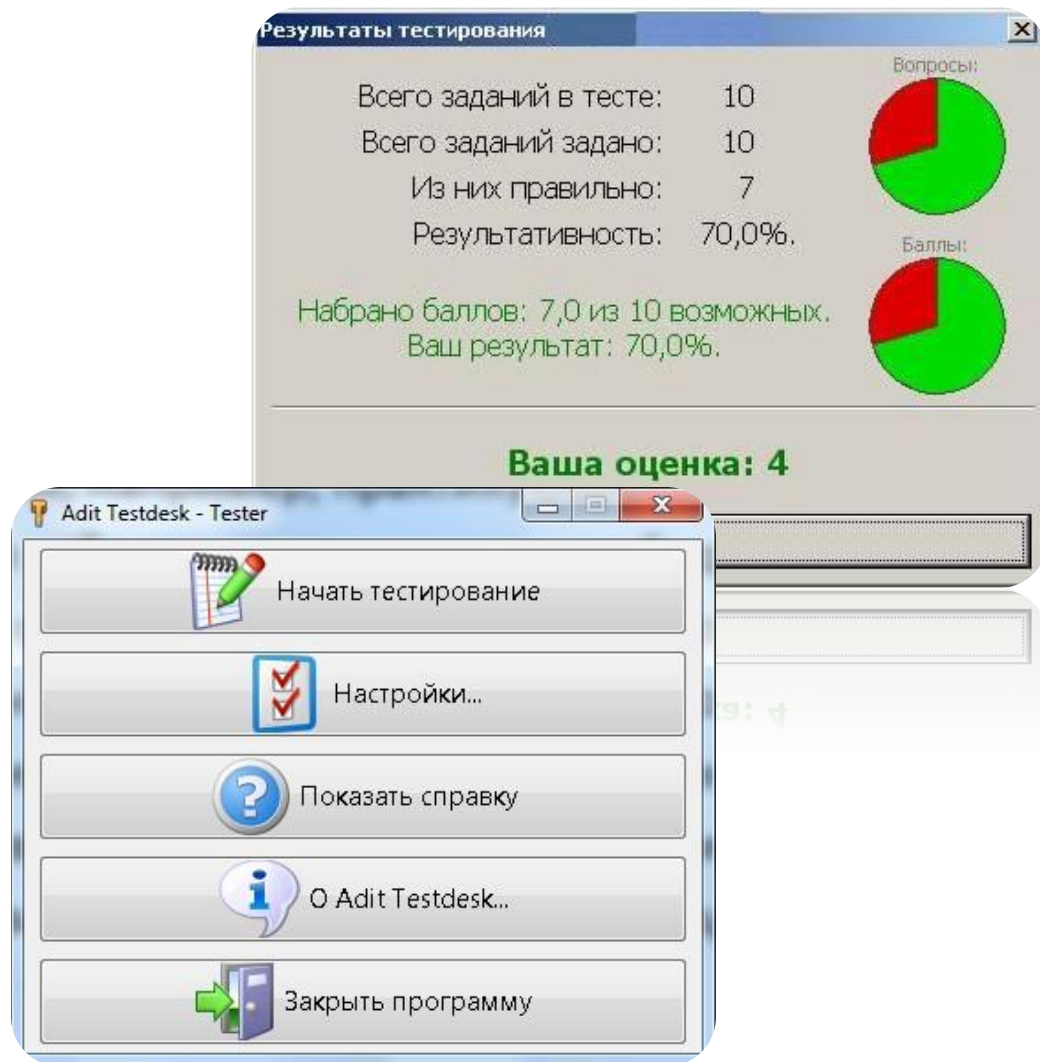 Результаты тестирования
Вопросы:
Всего заданий в тесте: 10
Всего заданий задано: 10
Из них правильно: 7
Результативность: 70,0%.
Баллы:
Набрано баллов: 7,0 из 10 возможных.
Ваш результат: 70,0%.
Ваша оценка: 4
Adit Testdesk - Tester
Начать тестирование
Настройки...
Показать справку
О Adit Testdesk...
Закрыть программу